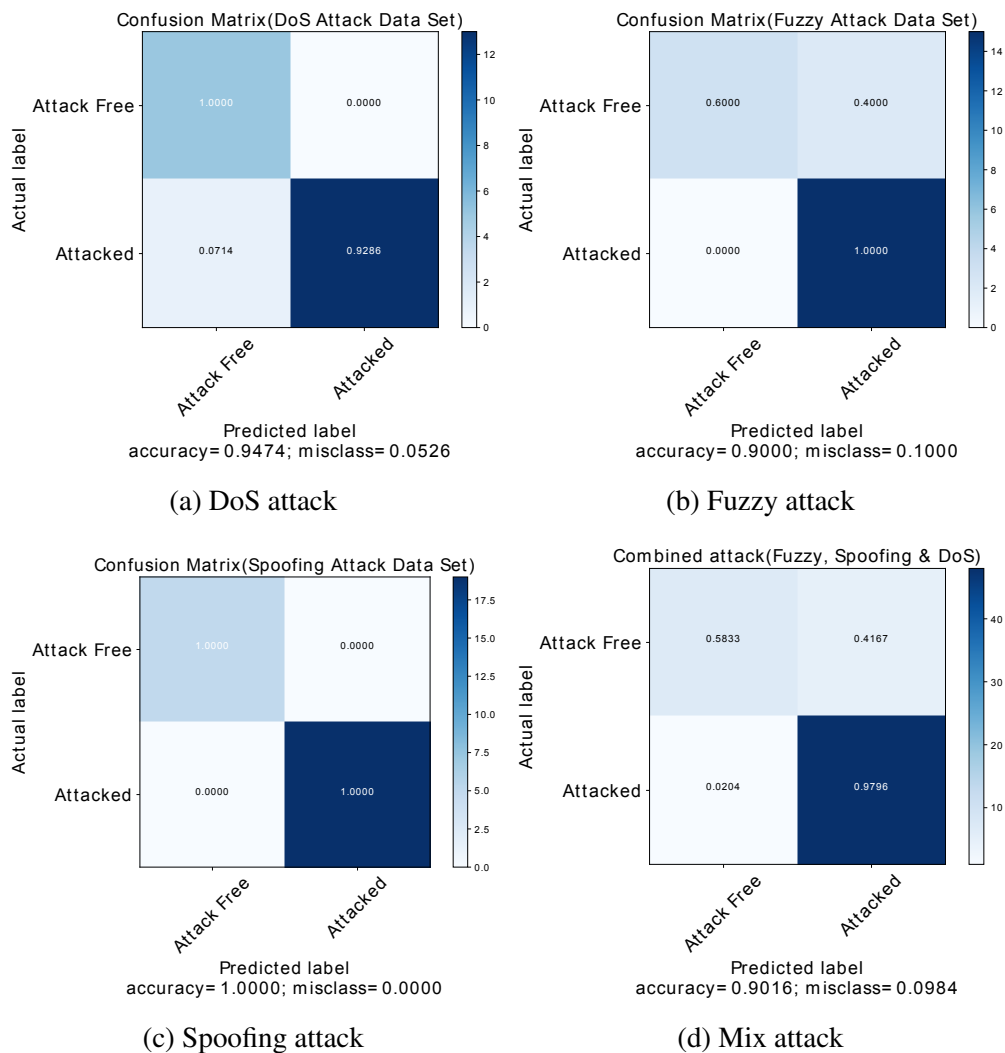 Confusion Matrix(DoS Attack Data Set)
Actual label
Attack Free
Attacked
1.0000
0.0000
0.0714
0.9286
12
10
8
6
4
2
0
Attack Free
Attacked
Predicted label
accuracy=0.9474; misclass=0.0526
(a) DoS attack
Confusion Matrix(Fuzzy Attack Data Set)
Actual label
Attack Free
Attacked
0.6000
0.4000
0.0000
1.0000
14
12
10
8
6
4
2
0
Attack Free
Attacked
Predicted label
accuracy=0.9000; misclass=0.1000
(b) Fuzzy attack
Confusion Matrix(Spoofing Attack Data Set)
Actual label
Attack Free
Attacked
1.0000
0.0000
0.0000
1.0000
17.5
15.0
12.5
10.0
7.5
5.0
2.5
0.0
Attack Free
Attacked
Predicted label
accuracy=1.0000; misclass=0.0000
(c) Spoofing attack
Combined attack(Fuzzy, Spoofing & DoS)
Actual label
Attack Free
Attacked
0.5833
0.4167
0.0204
0.9796
40
30
20
10
Attack Free
Attacked
Predicted label
accuracy=0.9016; misclass=0.0984
(d) Mix attack